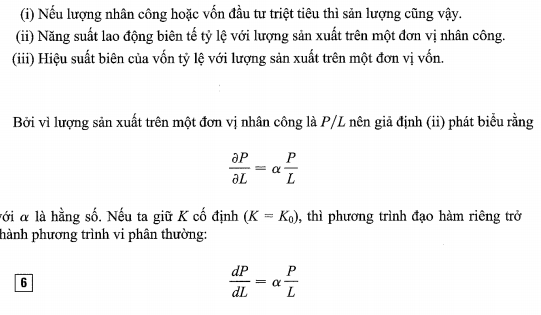 (i) Nếu lượng nhân công hoặc vốn đầu tư triệt tiêu thì sản lượng cũng vậy.
(ii) Năng suất lao động biên tế tỷ lệ với lượng sản xuất trên một đơn vị nhân công.
(iii) Hiệu suất biên của vốn tỷ lệ với lượng sản xuất trên một đơn vị vốn.
Bởi vì lượng sản xuất trên một đơn vị nhân công là P/L nên giả định (ii) phát biểu rằng
∂P/∂L = α P/L
với α là hằng số. Nếu ta giữ K cố định (K = K₀), thì phương trình đạo hàm riêng trở
thành phương trình vi phân thường:
6 dP/dL = α P/L